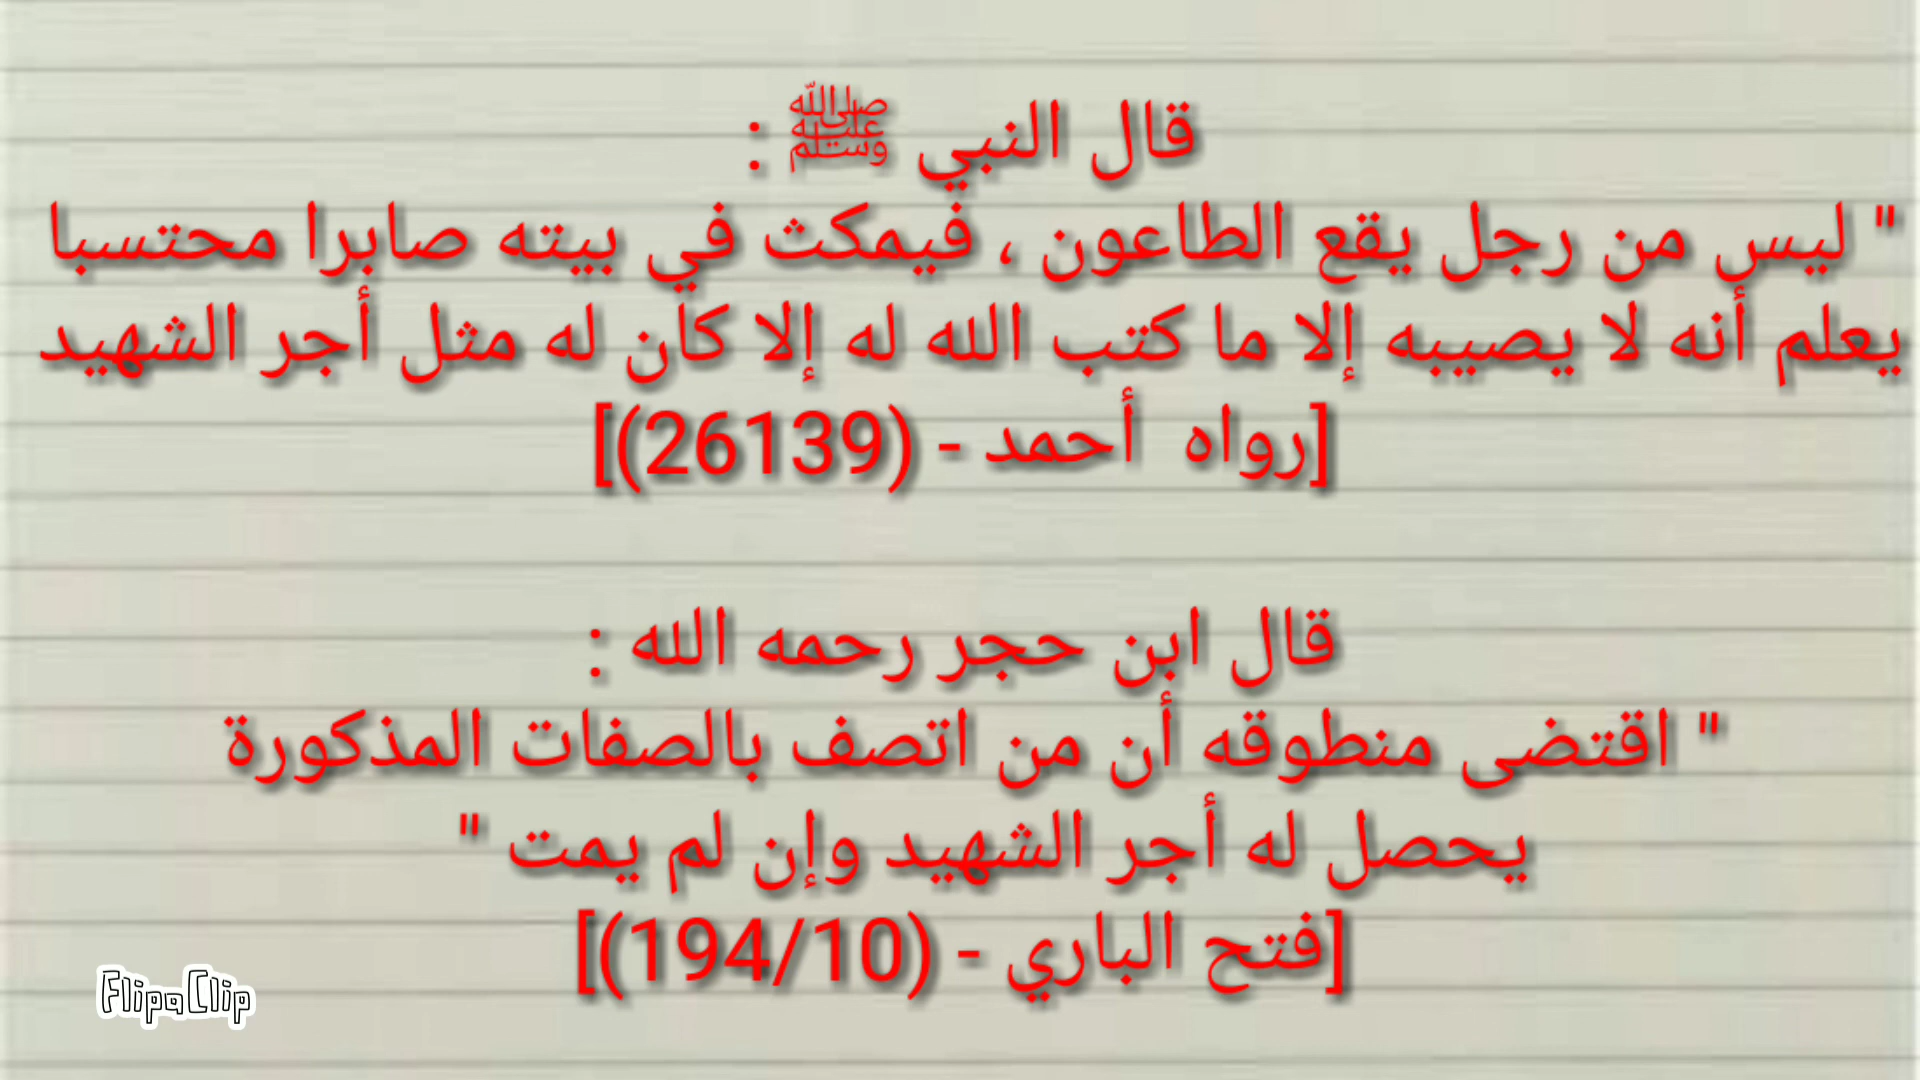 قال النبي ﷺ :
" ليس من رجل يقع الطاعون ، فيمكث في بيته صابرا محتسبا
يعلم أنه لا يصيبه إلا ما كتب الله له إلا كان له مثل أجر الشهيد
[رواه أحمد - (26139)]
قال ابن حجر رحمه الله :
" اقتضى منطوقه أن من اتصف بالصفات المذكورة
يحصل له أجر الشهيد وإن لم يمت "
[فتح الباري - (194/10)]
FlipaClip